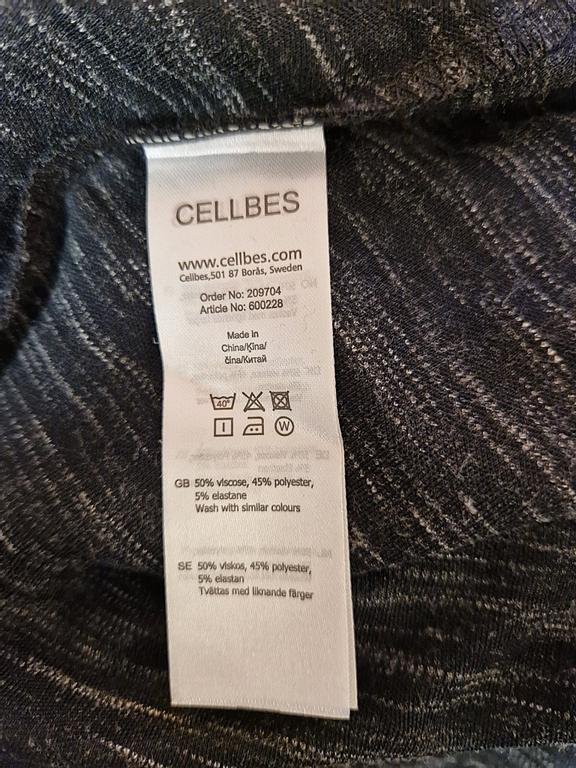 CELLBES
www.cellbes.com
Cellbes,501 87 Borås, Sweden
Order No: 209704
Article No: 600228
Made in
China/Ķīna/
čína/Китай
40°
W
GB 50% viscose, 45% polyester,
5% elastane
Wash with similar colours
SE 50% viskos, 45% polyester,
5% elastan
Tvättas med liknande färger